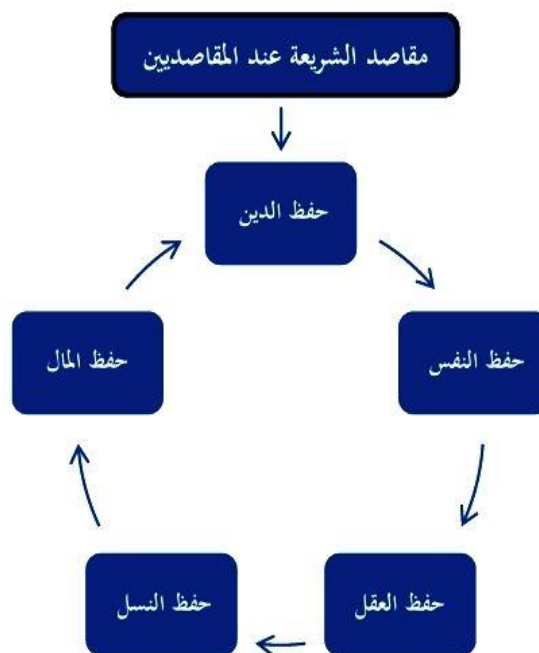 مقاصد الشريعة عند المقاصديين
حفظ الدين
حفظ النفس
حفظ العقل
حفظ النسل
حفظ المال